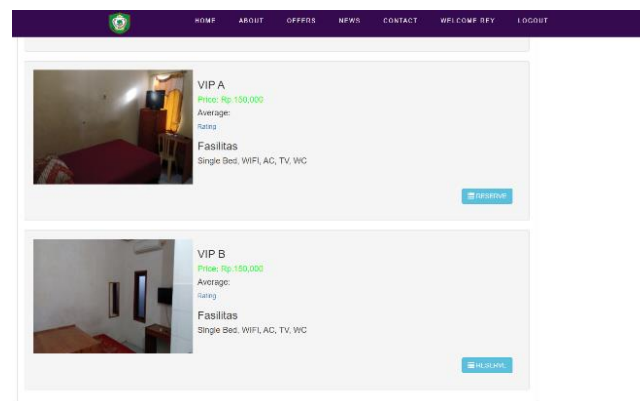 HOME ABOUT OFFERS NEWS CONTACT WELCOME REY LOGOUT
VIP A
Price: Rp.150,000
Average:
Rating
Fasilitas
Single Bed, WIFI, AC, TV, WC
RESERVE
VIP B
Price: Rp.150,000
Average:
Rating
Fasilitas
Single Bed, WIFI, AC, TV, WC
RESERVE